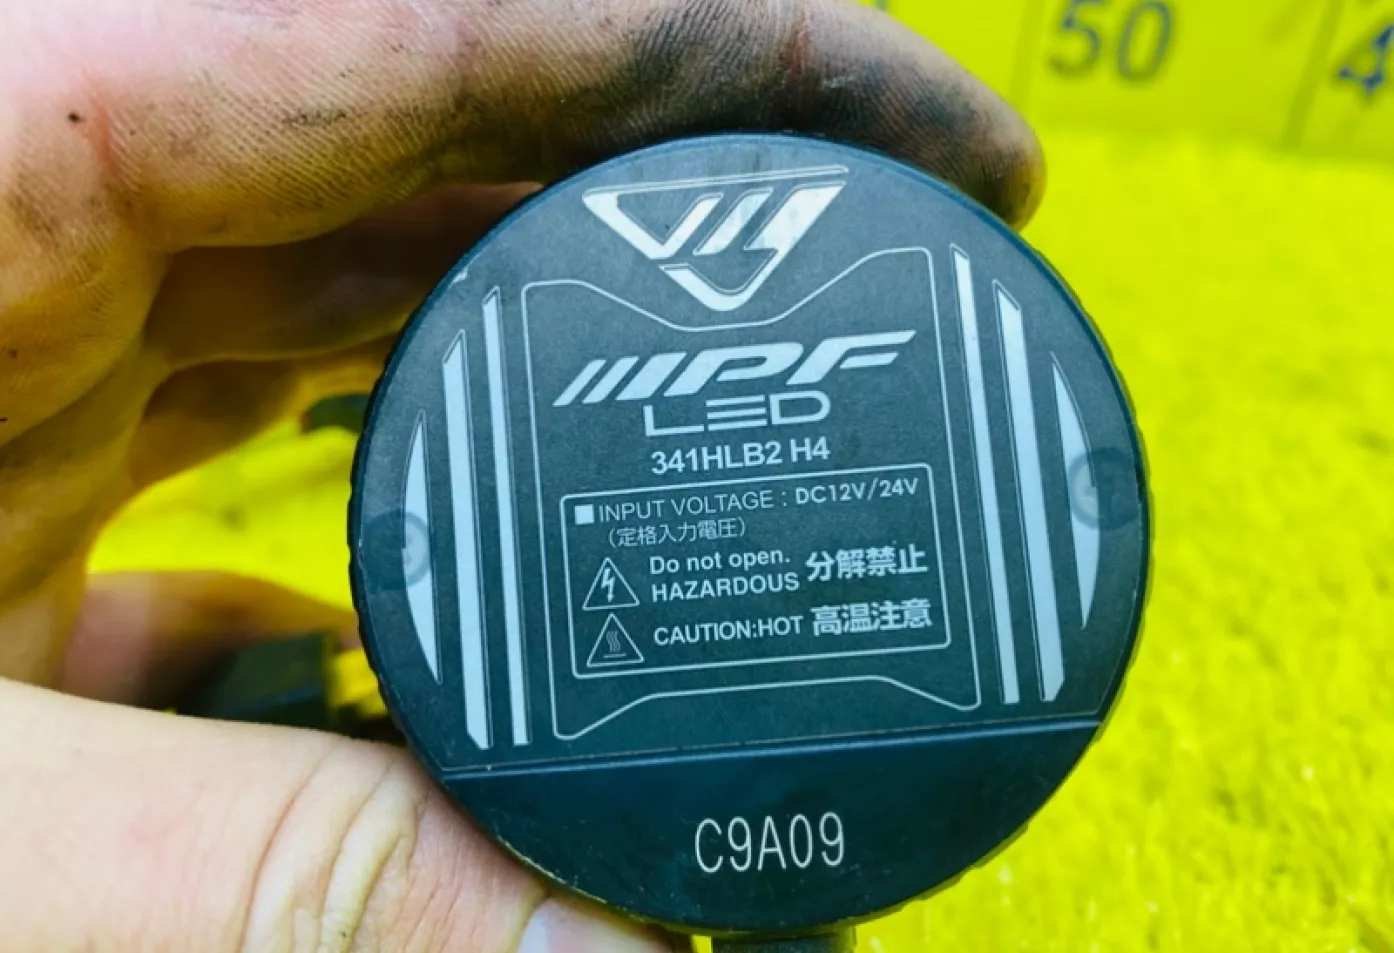 50
IPF
LED
341HLB2 H4
■ INPUT VOLTAGE : DC12V/24V
(定格入力電圧)
Do not open. 分解禁止
HAZARDOUS
CAUTION:HOT 高温注意
C9A09